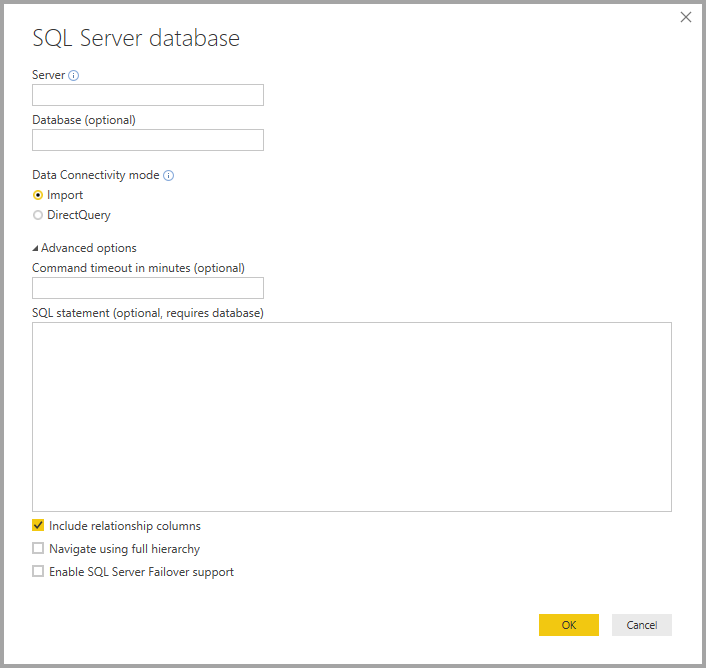 SQL Server database
Server
Database (optional)
Data Connectivity mode
Import
DirectQuery
Advanced options
Command timeout in minutes (optional)
SQL statement (optional, requires database)
Include relationship columns
Navigate using full hierarchy
Enable SQL Server Failover support
OK Cancel